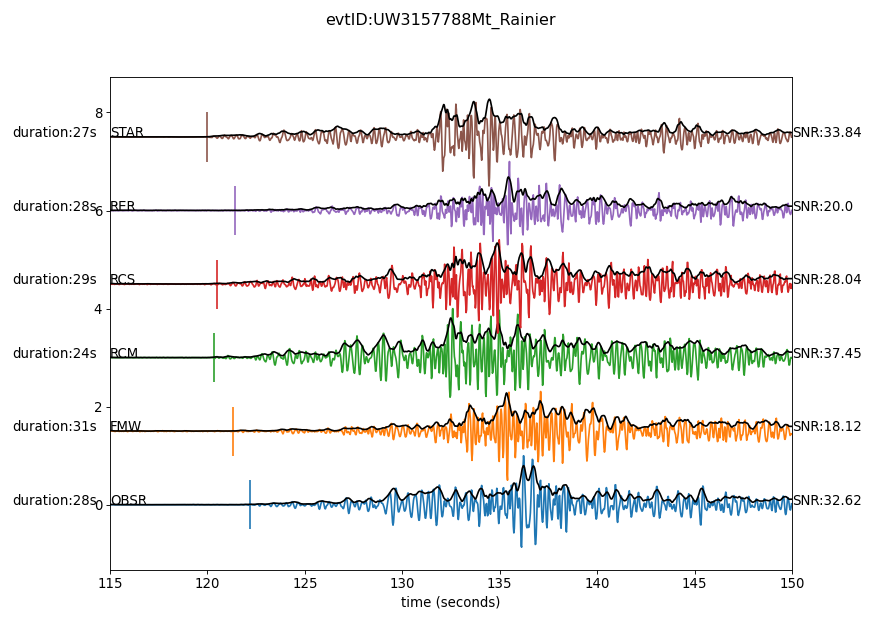 evtID:UW3157788Mt_Rainier
8
duration:27s STAR SNR:33.84
duration:28s RER SNR:20.0
6
duration:29s RCS SNR:28.04
4
duration:24s RCM SNR:37.45
2
duration:31s FMW SNR:18.12
duration:28s OBSR SNR:32.62
0
115 120 125 130 135 140 145 150
time (seconds)